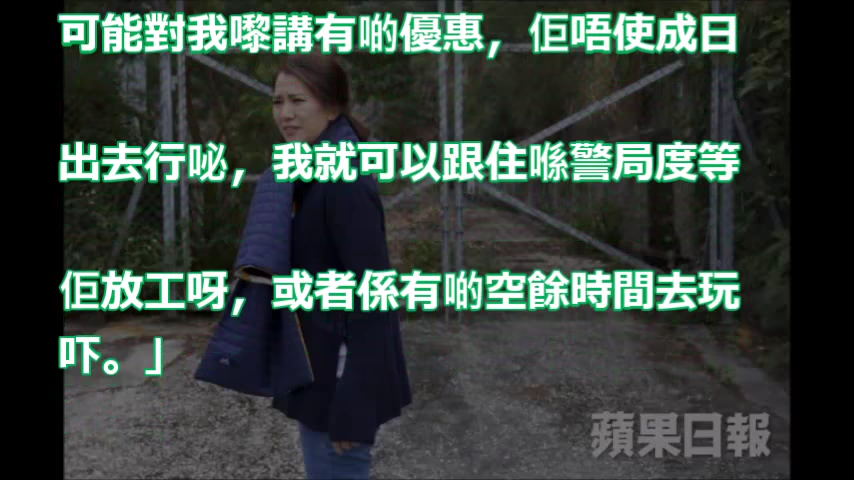 可能對我嚟講有啲優惠，佢唔使成日
出去行咇，我就可以跟住喺警局度等
佢放工呀，或者係有啲空餘時間去玩
吓。」
蘋果日報